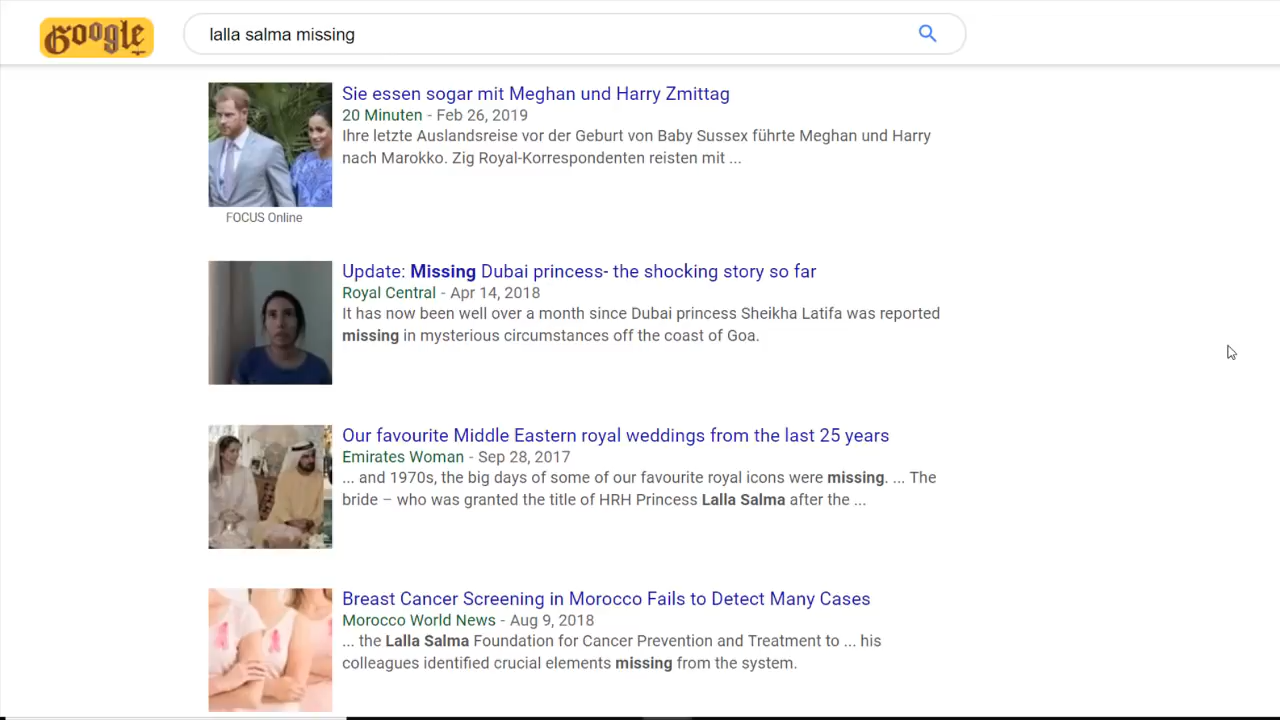 Google
lalla salma missing
Sie essen sogar mit Meghan und Harry Zmittag
20 Minuten - Feb 26, 2019
Ihre letzte Auslandsreise vor der Geburt von Baby Sussex führte Meghan und Harry
nach Marokko. Zig Royal-Korrespondenten reisten mit ...
FOCUS Online
Update: Missing Dubai princess- the shocking story so far
Royal Central - Apr 14, 2018
It has now been well over a month since Dubai princess Sheikha Latifa was reported
missing in mysterious circumstances off the coast of Goa.
Our favourite Middle Eastern royal weddings from the last 25 years
Emirates Woman - Sep 28, 2017
... and 1970s, the big days of some of our favourite royal icons were missing. ... The
bride – who was granted the title of HRH Princess Lalla Salma after the ...
Breast Cancer Screening in Morocco Fails to Detect Many Cases
Morocco World News - Aug 9, 2018
... the Lalla Salma Foundation for Cancer Prevention and Treatment to ... his
colleagues identified crucial elements missing from the system.